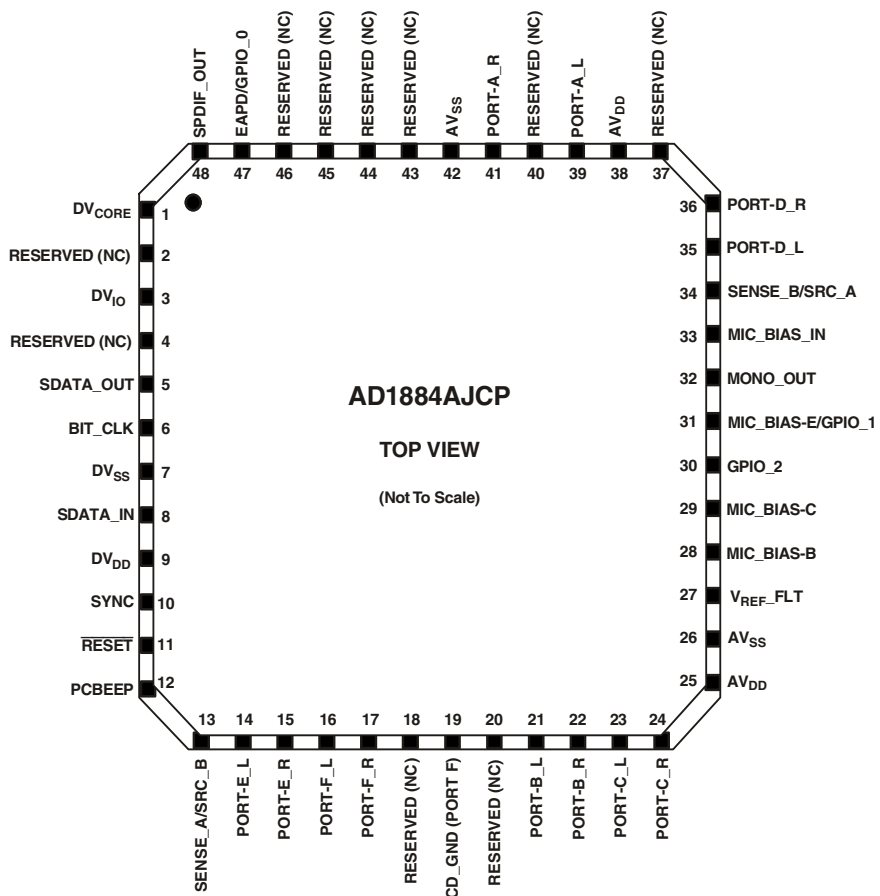 SPDIF_OUT
EAPD/GPIO_0
RESERVED (NC)
RESERVED (NC)
RESERVED (NC)
RESERVED (NC)
AVSS
PORT-A_R
RESERVED (NC)
PORT-A_L
AVDD
RESERVED (NC)
48 47 46 45 44 43 42 41 40 39 38 37
DVCORE 1
RESERVED (NC) 2
DVIO 3
RESERVED (NC) 4
SDATA_OUT 5
BIT_CLK 6
DVSS 7
SDATA_IN 8
DVDD 9
SYNC 10
RESET 11
PCBEEP 12
AD1884AJCP
TOP VIEW
(Not To Scale)
36 PORT-D_R
35 PORT-D_L
34 SENSE_B/SRC_A
33 MIC_BIAS_IN
32 MONO_OUT
31 MIC_BIAS-E/GPIO_1
30 GPIO_2
29 MIC_BIAS-C
28 MIC_BIAS-B
27 VREF_FLT
26 AVSS
25 AVDD
13 14 15 16 17 18 19 20 21 22 23 24
SENSE_A/SRC_B
PORT-E_L
PORT-E_R
PORT-F_L
PORT-F_R
RESERVED (NC)
CD_GND (PORT F)
RESERVED (NC)
PORT-B_L
PORT-B_R
PORT-C_L
PORT-C_R